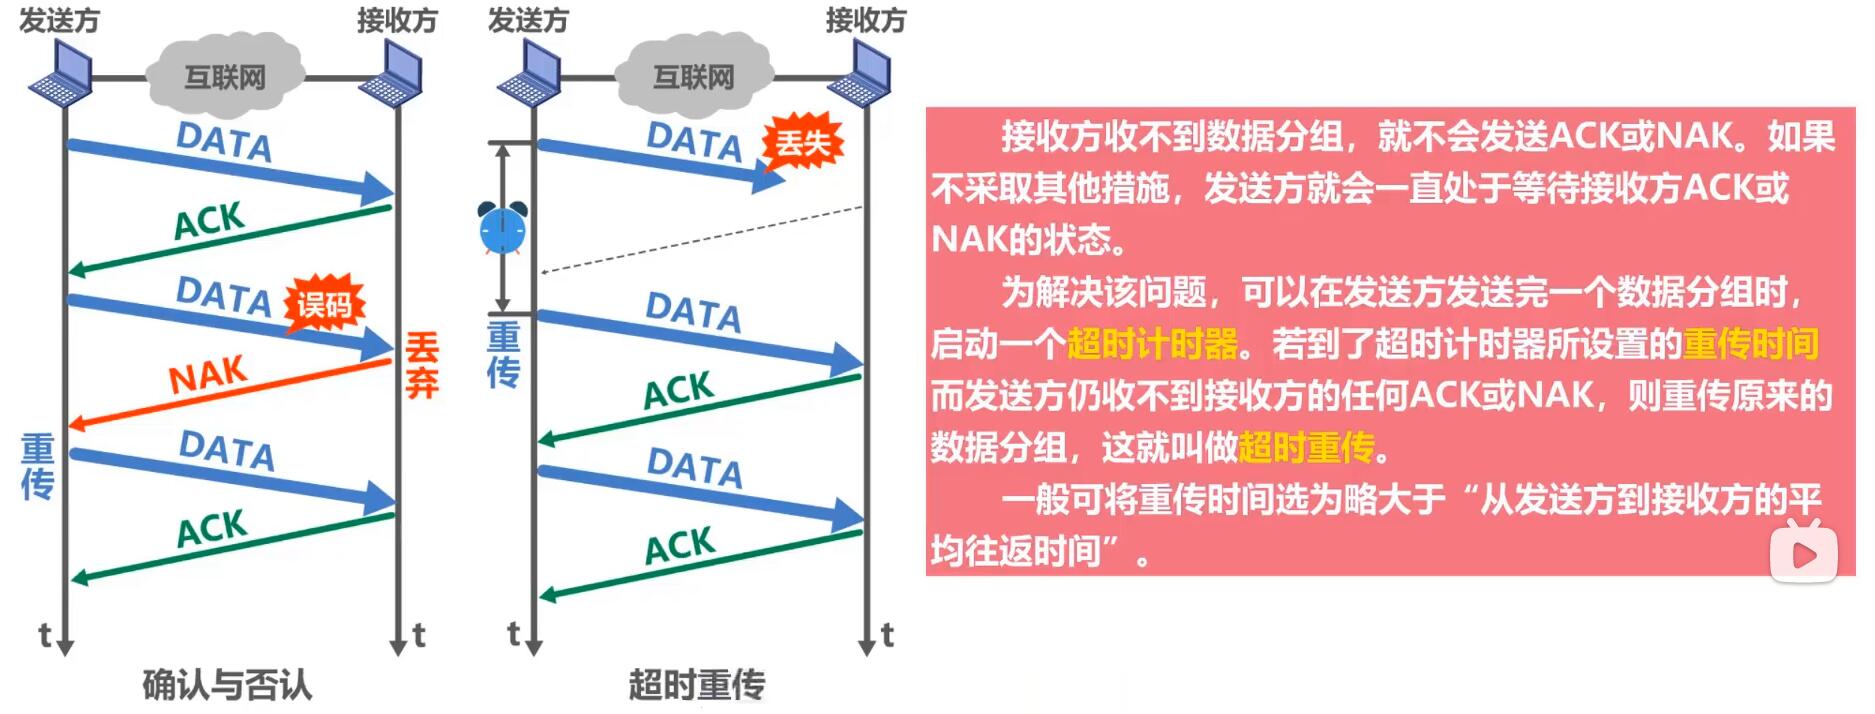 发送方
接收方
互联网
DATA
ACK
DATA
误码
丢弃
NAK
重传
DATA
ACK
t
t
确认与否认
发送方
接收方
互联网
DATA
丢失
重传
DATA
ACK
DATA
ACK
t
t
超时重传
接收方收不到数据分组，就不会发送ACK或NAK。如果
不采取其他措施，发送方就会一直处于等待接收方ACK或
NAK的状态。
为解决该问题，可以在发送方发送完一个数据分组时，
启动一个超时计时器。若到了超时计时器所设置的重传时间
而发送方仍收不到接收方的任何ACK或NAK，则重传原来的
数据分组，这就叫做超时重传。
一般可将重传时间选为略大于“从发送方到接收方的平
均往返时间”。